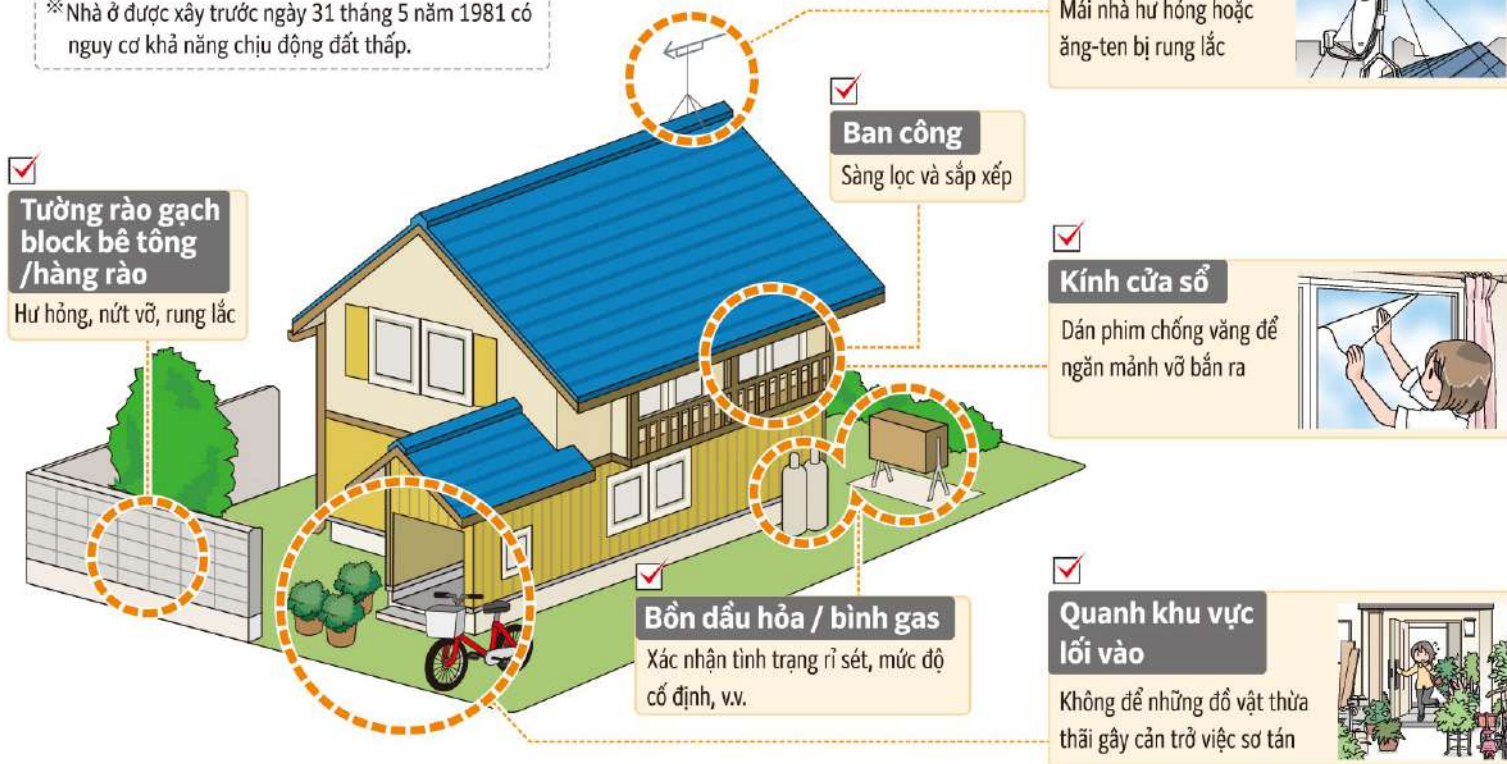 ※Nhà ở được xây trước ngày 31 tháng 5 năm 1981 có
nguy cơ khả năng chịu động đất thấp.
Mái nhà hư hỏng hoặc
ăng-ten bị rung lắc
Ban công
Sàng lọc và sắp xếp
Tường rào gạch
block bê tông
/hàng rào
Hư hỏng, nứt vỡ, rung lắc
Kính cửa sổ
Dán phim chống văng để
ngăn mảnh vỡ bắn ra
Bồn dầu hỏa / bình gas
Xác nhận tình trạng rỉ sét, mức độ
cố định, v.v.
Quanh khu vực
lối vào
Không để những đồ vật thừa
thãi gây cản trở việc sơ tán